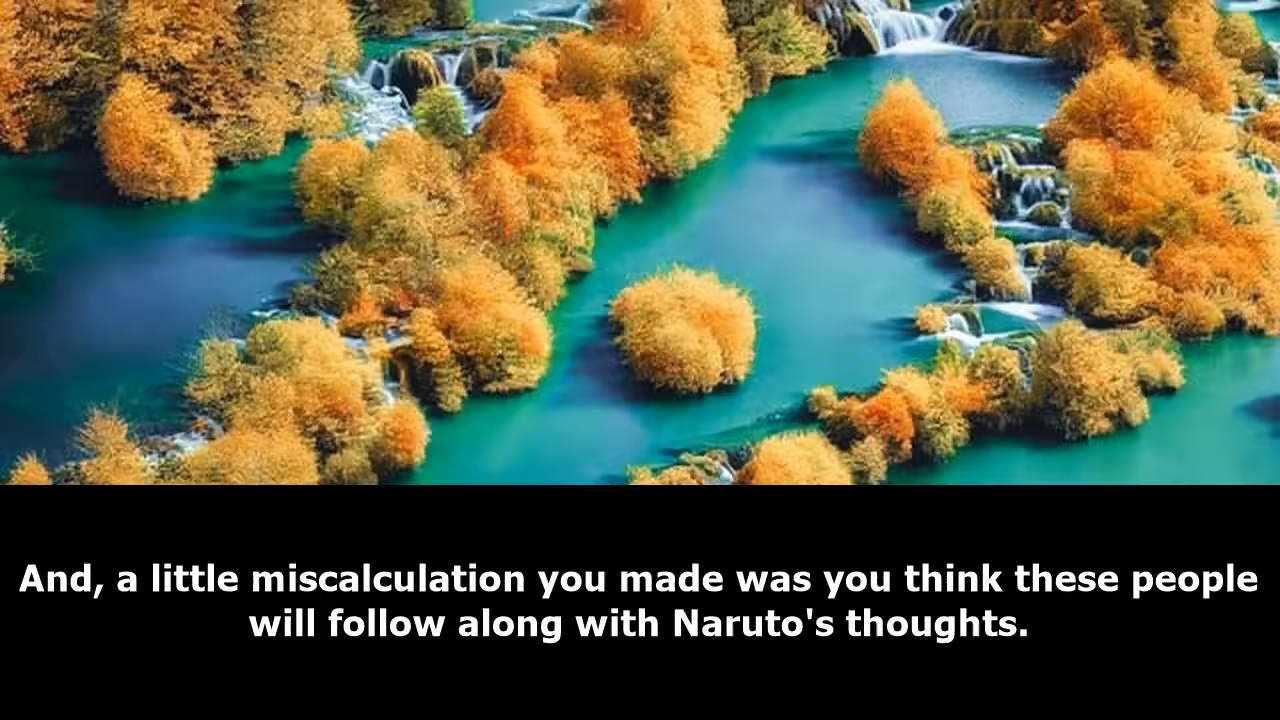 And, a little miscalculation you made was you think these people
will follow along with Naruto's thoughts.